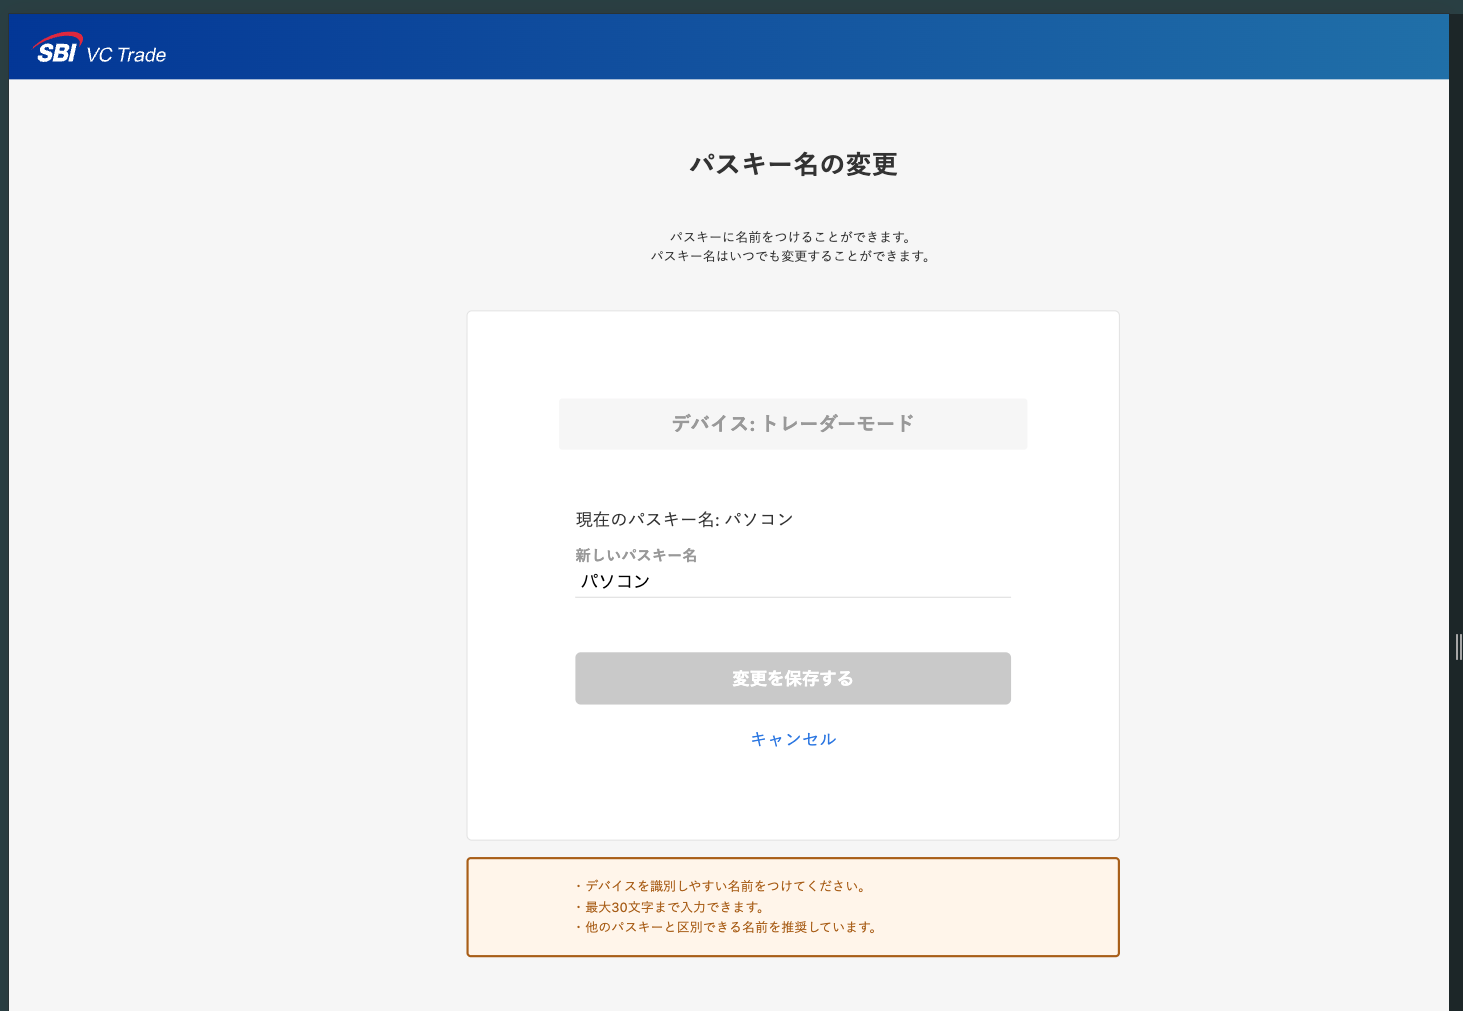 SBI VC Trade
パスキー名の変更
パスキーに名前をつけることができます。
パスキー名はいつでも変更することができます。
デバイス: トレーダーモード
現在のパスキー名: パソコン
新しいパスキー名
パソコン
変更を保存する
キャンセル
・デバイスを識別しやすい名前をつけてください。
・最大30文字まで入力できます。
・他のパスキーと区別できる名前を推奨しています。